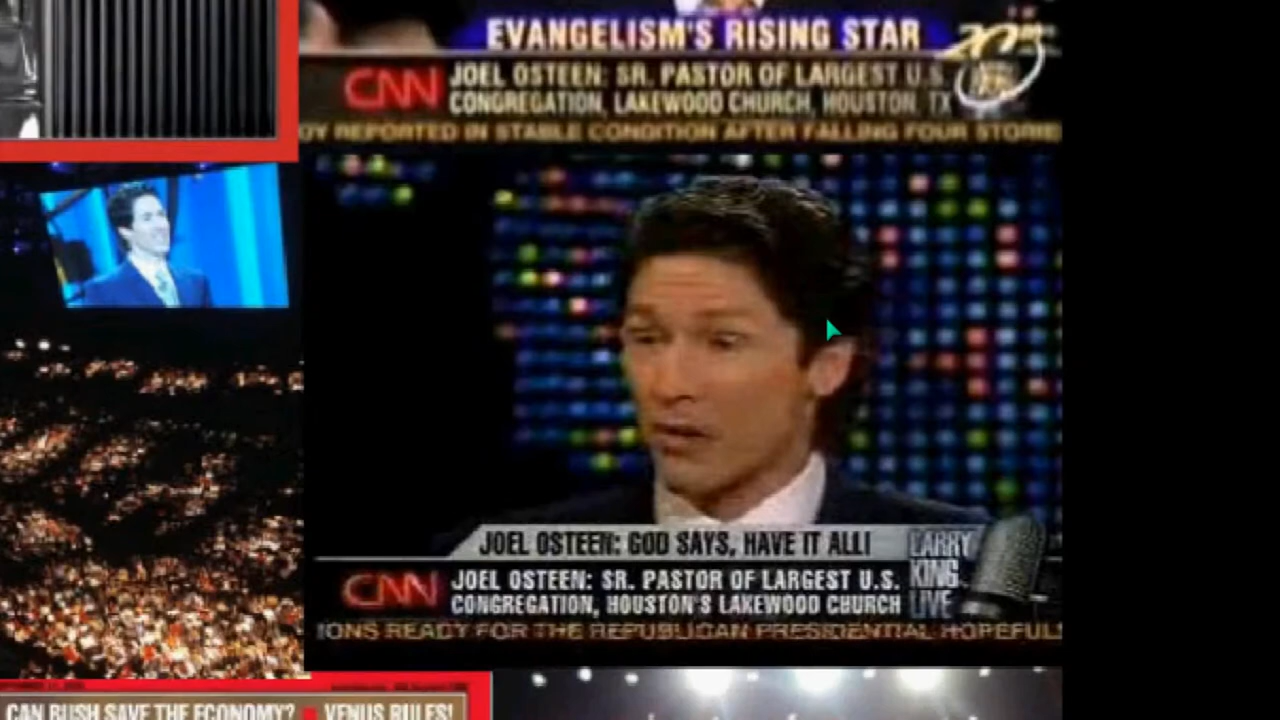 EVANGELISM'S RISING STAR
CNN
JOEL OSTEEN: SR. PASTOR OF LARGEST U.S.
CONGREGATION, LAKEWOOD CHURCH, HOUSTON, TX
REPORTED IN STABLE CONDITION AFTER FALLING FOUR
JOEL OSTEEN: GOD SAYS, HAVE IT ALL!
LARRY
KING
LIVE
CNN
JOEL OSTEEN: SR. PASTOR OF LARGEST U.S.
CONGREGATION, HOUSTON'S LAKEWOOD CHURCH
READY FOR THE REPUBLICAN PRESIDENTIAL
CAN BUSH SAVE THE ECONOMY? VENUS RULES!